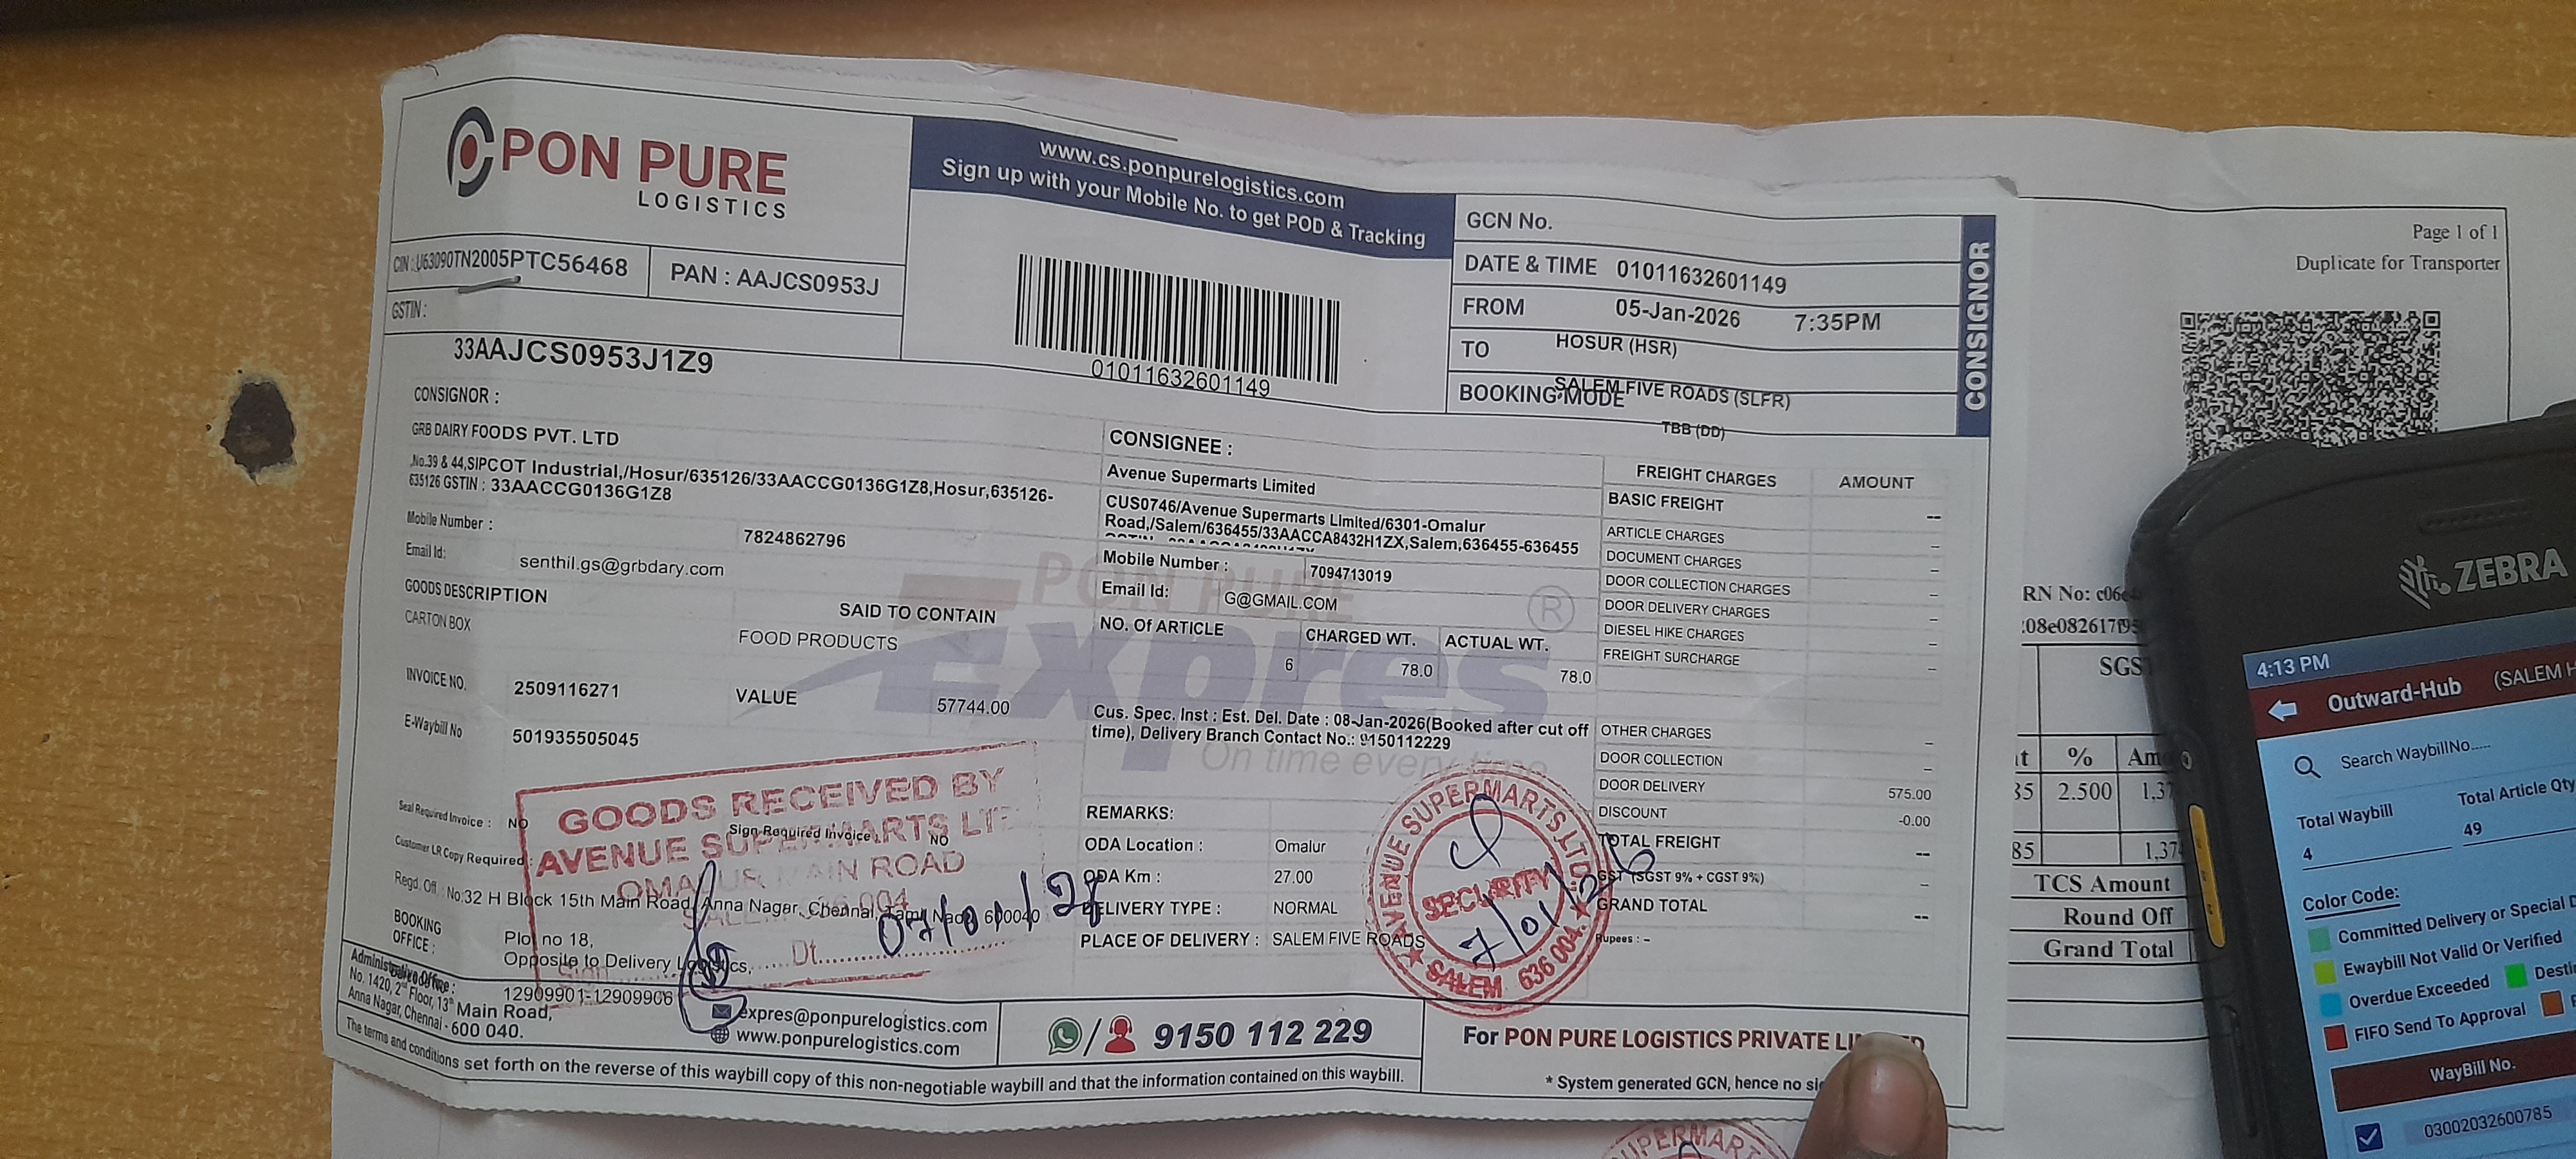 PON PURE
LOGISTICS
www.cs.ponpurelogistics.com
Sign up with your Mobile No. to get POD & Tracking
CIN : U63090TN2005PTC56468
PAN : AAJCS0953J
GSTIN :
33AAJCS0953J1Z9
01011632601149
GCN No.
DATE & TIME 01011632601149
FROM 05-Jan-2026 7:35PM
TO HOSUR (HSR)
BOOKING MODE SALEM FIVE ROADS (SLFR)
TBB (DD)
CONSIGNOR
CONSIGNOR :
GRB DAIRY FOODS PVT. LTD
,No.39 & 44,SIPCOT Industrial,/Hosur/635126/33AACCG0136G1Z8,Hosur,635126-
635126 GSTIN : 33AACCG0136G1Z8
Mobile Number : 7824862796
Email Id: senthil.gs@grbdary.com
GOODS DESCRIPTION
SAID TO CONTAIN
CARTON BOX
FOOD PRODUCTS
INVOICE NO. 2509116271
VALUE 57744.00
E-Waybill No 501935505045
CONSIGNEE :
Avenue Supermarts Limited
CUS0746/Avenue Supermarts Limited/6301-Omalur
Road,/Salem/636455/33AACCA8432H1ZX,Salem,636455-636455
Mobile Number : 7094713019
Email Id: G@GMAIL.COM
NO. Of ARTICLE CHARGED WT. ACTUAL WT.
6 78.0 78.0
PON PURE
Expres ®
On time every time
Cus. Spec. Inst : Est. Del. Date : 08-Jan-2026(Booked after cut off
time), Delivery Branch Contact No.: 9150112229
REMARKS:
ODA Location : Omalur
ODA Km : 27.00
DELIVERY TYPE : NORMAL
PLACE OF DELIVERY : SALEM FIVE ROADS
FREIGHT CHARGES AMOUNT
BASIC FREIGHT --
ARTICLE CHARGES –
DOCUMENT CHARGES –
DOOR COLLECTION CHARGES –
DOOR DELIVERY CHARGES –
DIESEL HIKE CHARGES –
FREIGHT SURCHARGE –
OTHER CHARGES –
DOOR COLLECTION –
DOOR DELIVERY 575.00
DISCOUNT -0.00
TOTAL FREIGHT --
GST (SGST 9% + CGST 9%) –
GRAND TOTAL --
Rupees : –
Seal Required Invoice : NO
Sign Required Invoice : NO
Customer LR Copy Required :
Regd. Off. No:32 H Block 15th Main Road, Anna Nagar, Chennai, Tamil Nadu 600040
BOOKING
OFFICE :
Plot no 18,
Opposite to Delivery Logistics,
12909901-12909906
GOODS RECEIVED BY
AVENUE SUPERMARTS LT
OMALUR MAIN ROAD
SALEM 636 004
Sign
Dt.
07/01/26
AVENUE SUPERMARTS LTD.
SECURITY
7/01/26
SALEM 636 004.
Administrative Office :
No. 1420, 2nd Floor, 13th Main Road,
Anna Nagar, Chennai - 600 040.
expres@ponpurelogistics.com
www.ponpurelogistics.com
9150 112 229
For PON PURE LOGISTICS PRIVATE
* System generated GCN, hence no
The terms and conditions set forth on the reverse of this waybill copy of this non-negotiable waybill and that the information contained on this waybill.
Page 1 of 1
Duplicate for Transporter
RN No:
%
2.500
TCS Amount
Round Off
Grand Total
ZEBRA
4:13 PM
Outward-Hub
Search WaybillNo.....
Total Waybill Total Article Qty
4 49
Color Code:
Committed Delivery or Special
Ewaybill Not Valid Or Verified
Overdue Exceeded
FIFO Send To Approval
WayBill No.
03002032600785